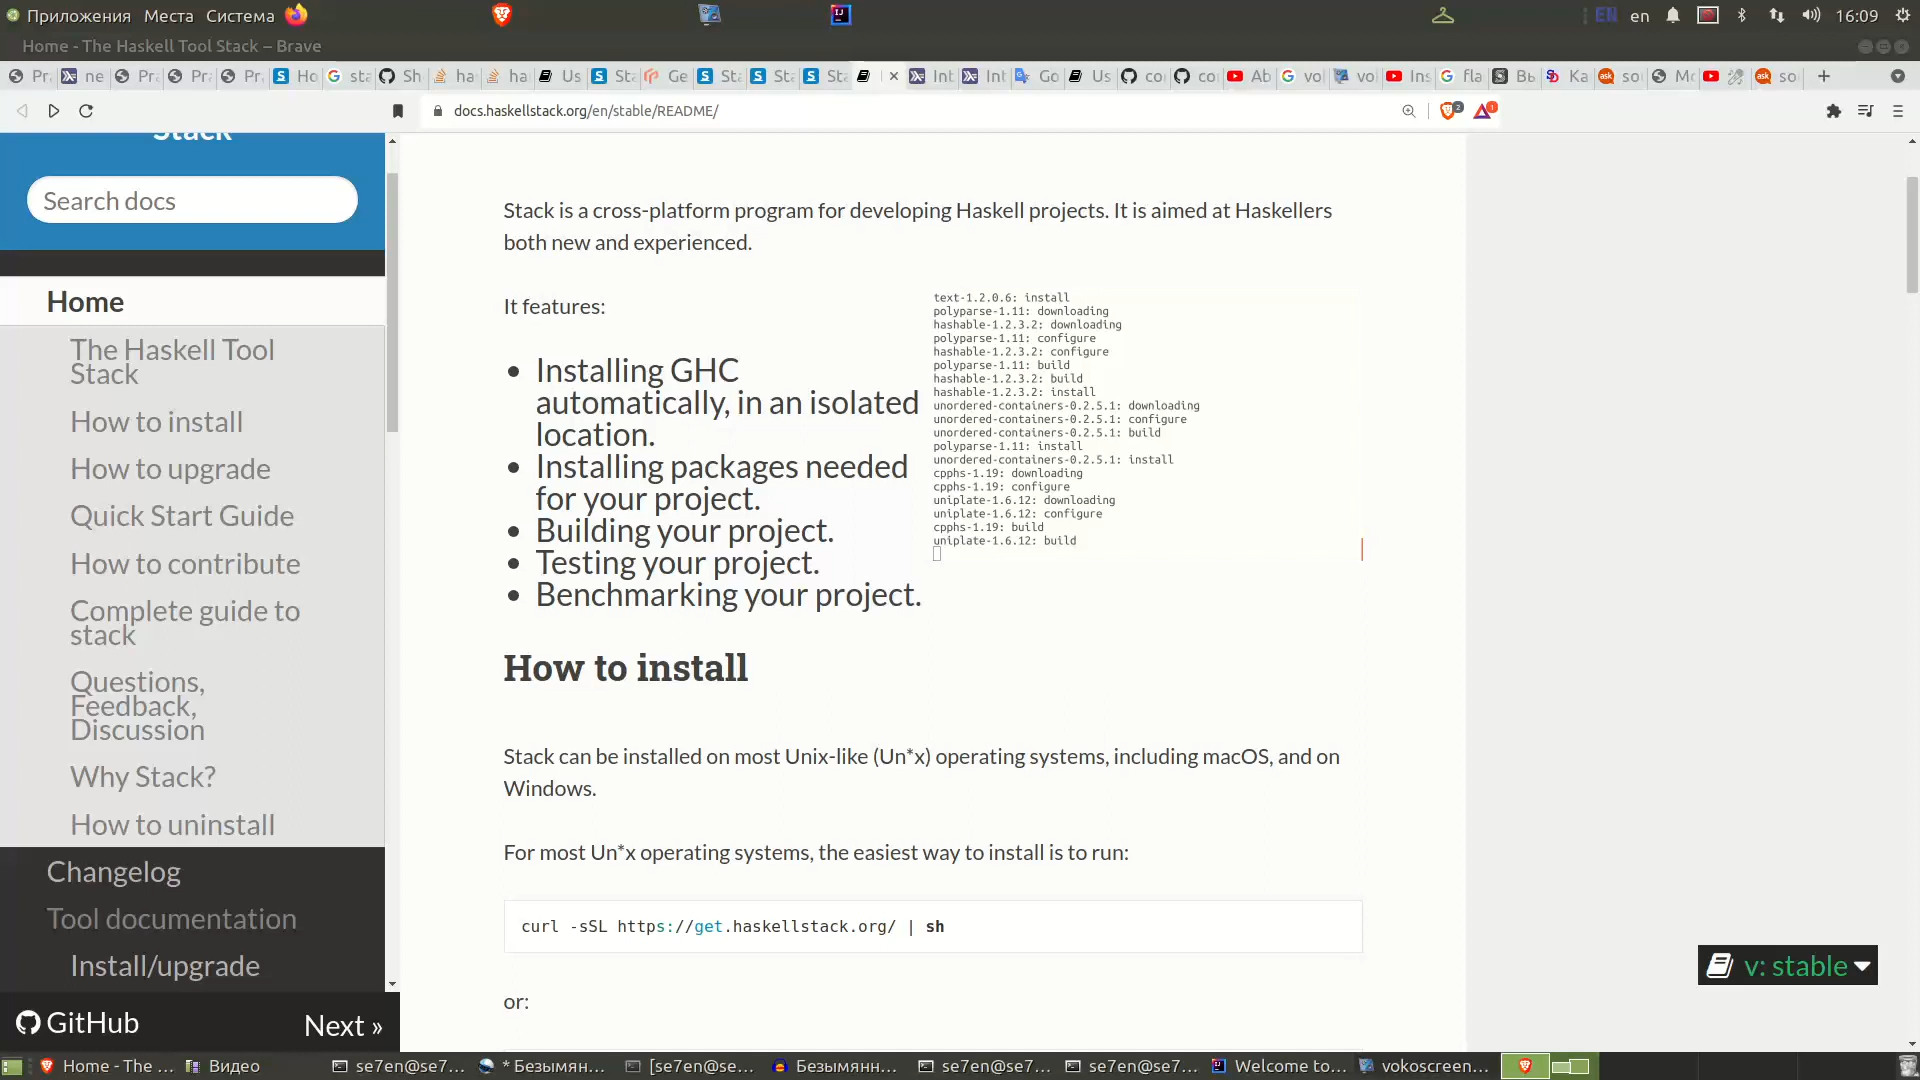 Приложения Места Система
en 16:09
Home - The Haskell Tool Stack – Brave
docs.haskellstack.org/en/stable/README/
Stack
Search docs
Home
The Haskell Tool
Stack
How to install
How to upgrade
Quick Start Guide
How to contribute
Complete guide to
stack
Questions,
Feedback,
Discussion
Why Stack?
How to uninstall
Changelog
Tool documentation
Install/upgrade
GitHub
Next »
Stack is a cross-platform program for developing Haskell projects. It is aimed at Haskellers
both new and experienced.
It features:
Installing GHC
automatically, in an isolated
location.
Installing packages needed
for your project.
Building your project.
Testing your project.
Benchmarking your project.
text-1.2.0.6: install
polyparse-1.11: downloading
hashable-1.2.3.2: downloading
polyparse-1.11: configure
hashable-1.2.3.2: configure
polyparse-1.11: build
hashable-1.2.3.2: build
hashable-1.2.3.2: install
unordered-containers-0.2.5.1: downloading
unordered-containers-0.2.5.1: configure
unordered-containers-0.2.5.1: build
polyparse-1.11: install
unordered-containers-0.2.5.1: install
cpphs-1.19: downloading
cpphs-1.19: configure
uniplate-1.6.12: downloading
uniplate-1.6.12: configure
cpphs-1.19: build
uniplate-1.6.12: build
How to install
Stack can be installed on most Unix-like (Un*x) operating systems, including macOS, and on
Windows.
For most Un*x operating systems, the easiest way to install is to run:
curl -sSL https://get.haskellstack.org/ | sh
or:
v: stable
Home - The ... Видео se7en@se7... * Безымян... [se7en@se... Безымянн... se7en@se7... se7en@se7... Welcome to... vokoscreen...